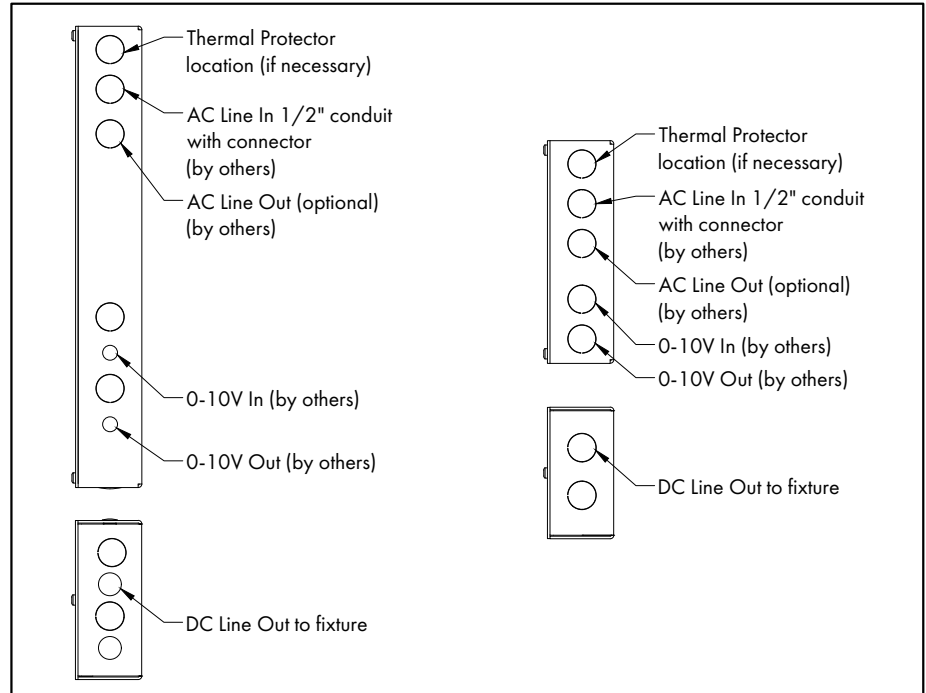 Thermal Protector
location (if necessary)
AC Line In 1/2" conduit
with connector
(by others)
AC Line Out (optional)
(by others)
0-10V In (by others)
0-10V Out (by others)
DC Line Out to fixture
Thermal Protector
location (if necessary)
AC Line In 1/2" conduit
with connector
(by others)
AC Line Out (optional)
(by others)
0-10V In (by others)
0-10V Out (by others)
DC Line Out to fixture